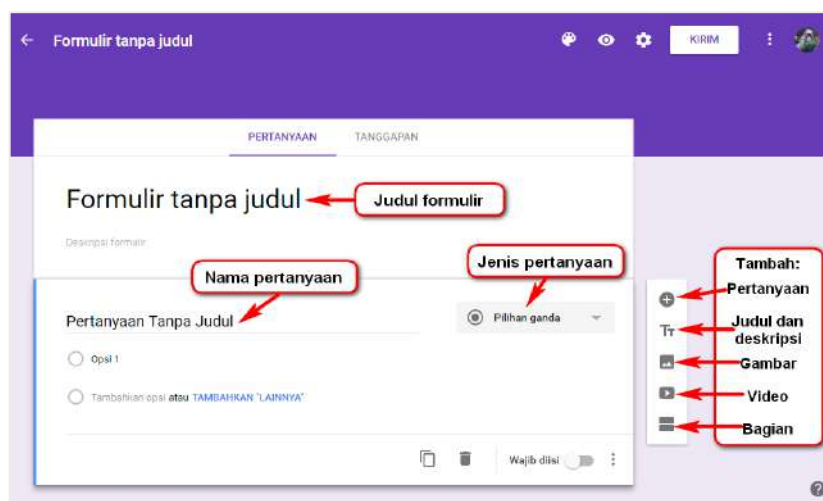 Formulir tanpa judul
KIRIM
PERTANYAAN TANGGAPAN
Formulir tanpa judul
Judul formulir
Deskripsi formulir
Nama pertanyaan
Jenis pertanyaan
Tambah:
Pertanyaan
Judul dan
deskripsi
Gambar
Video
Bagian
Pertanyaan Tanpa Judul
Pilihan ganda
Opsi 1
Tambahkan opsi atau TAMBAHKAN "LAINNYA"
Wajib diisi